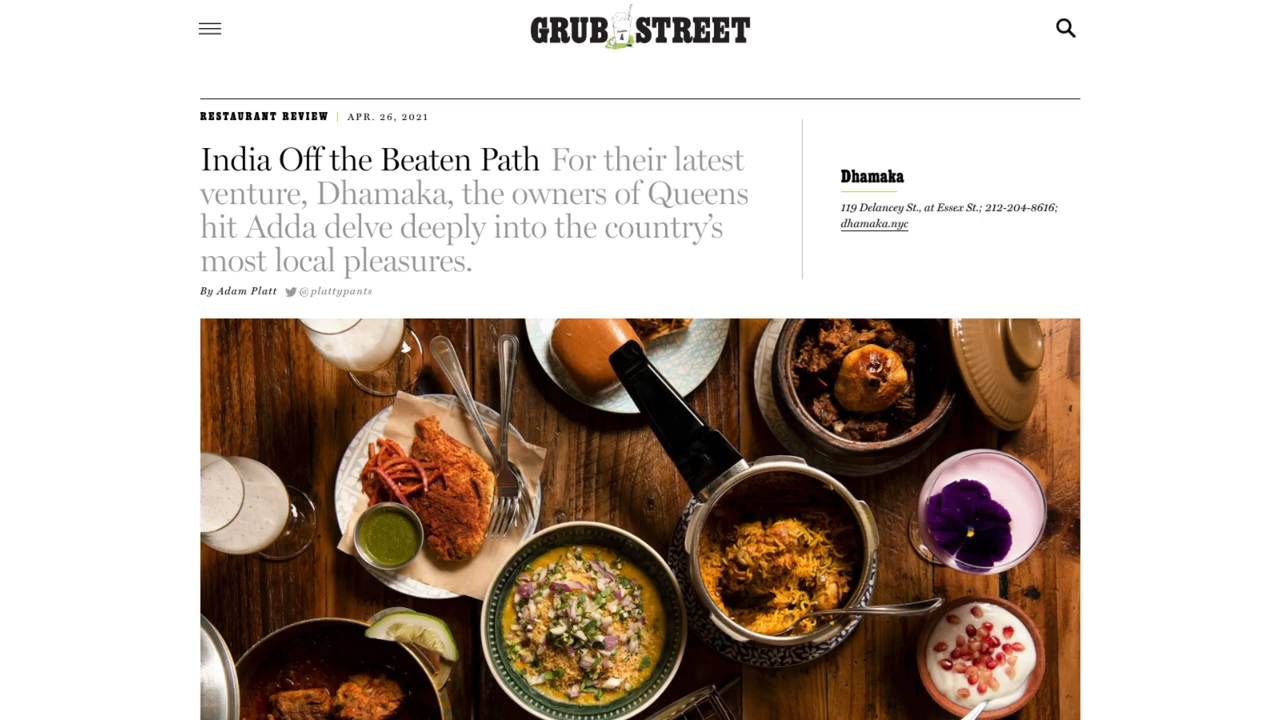 GRUB STREET
RESTAURANT REVIEW | APR. 26, 2021
India Off the Beaten Path For their latest
venture, Dhamaka, the owners of Queens
hit Adda delve deeply into the country's
most local pleasures.
By Adam Platt @plattypants
Dhamaka
119 Delancey St., at Essex St.; 212-204-8616;
dhamaka.nyc